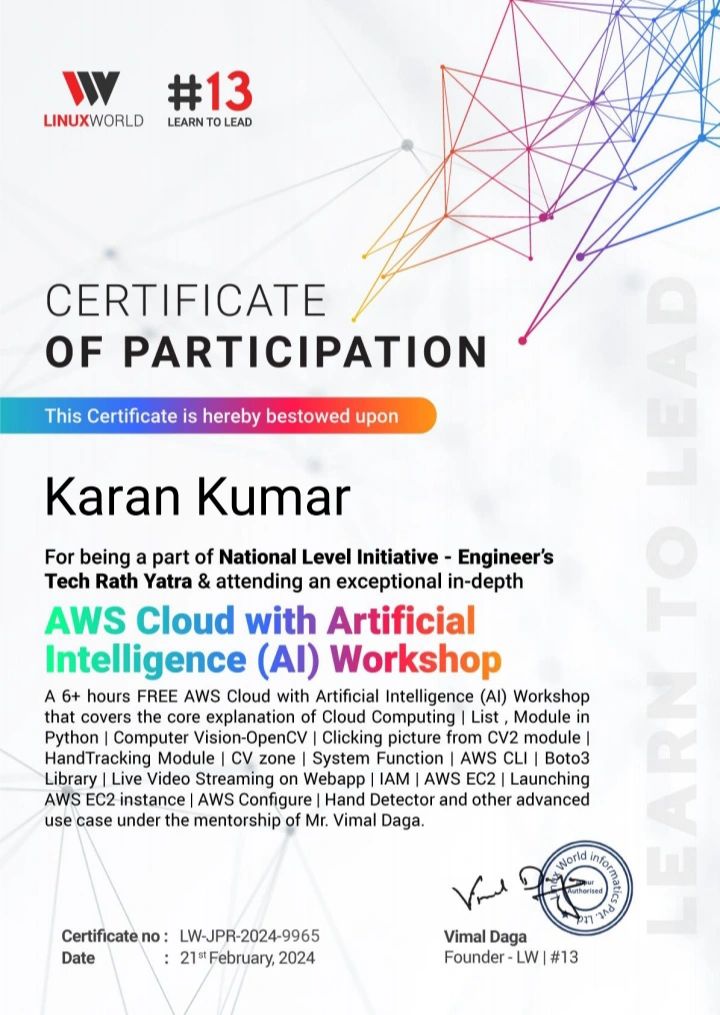 LINUXWORLD
#13
LEARN TO LEAD
CERTIFICATE
OF PARTICIPATION
This Certificate is hereby bestowed upon
Karan Kumar
For being a part of National Level Initiative - Engineer's
Tech Rath Yatra & attending an exceptional in-depth
AWS Cloud with Artificial
Intelligence (AI) Workshop
A 6+ hours FREE AWS Cloud with Artificial Intelligence (AI) Workshop
that covers the core explanation of Cloud Computing | List , Module in
Python | Computer Vision-OpenCV | Clicking picture from CV2 module |
HandTracking Module | CV zone | System Function | AWS CLI | Boto3
Library | Live Video Streaming on Webapp | IAM | AWS EC2 | Launching
AWS EC2 instance | AWS Configure | Hand Detector and other advanced
use case under the mentorship of Mr. Vimal Daga.
Vimal
Linux World informatics Pvt. Ltd
Authorised
Certificate no : LW-JPR-2024-9965
Date : 21st February, 2024
Vimal Daga
Founder - LW | #13
LEARN TO LEAD